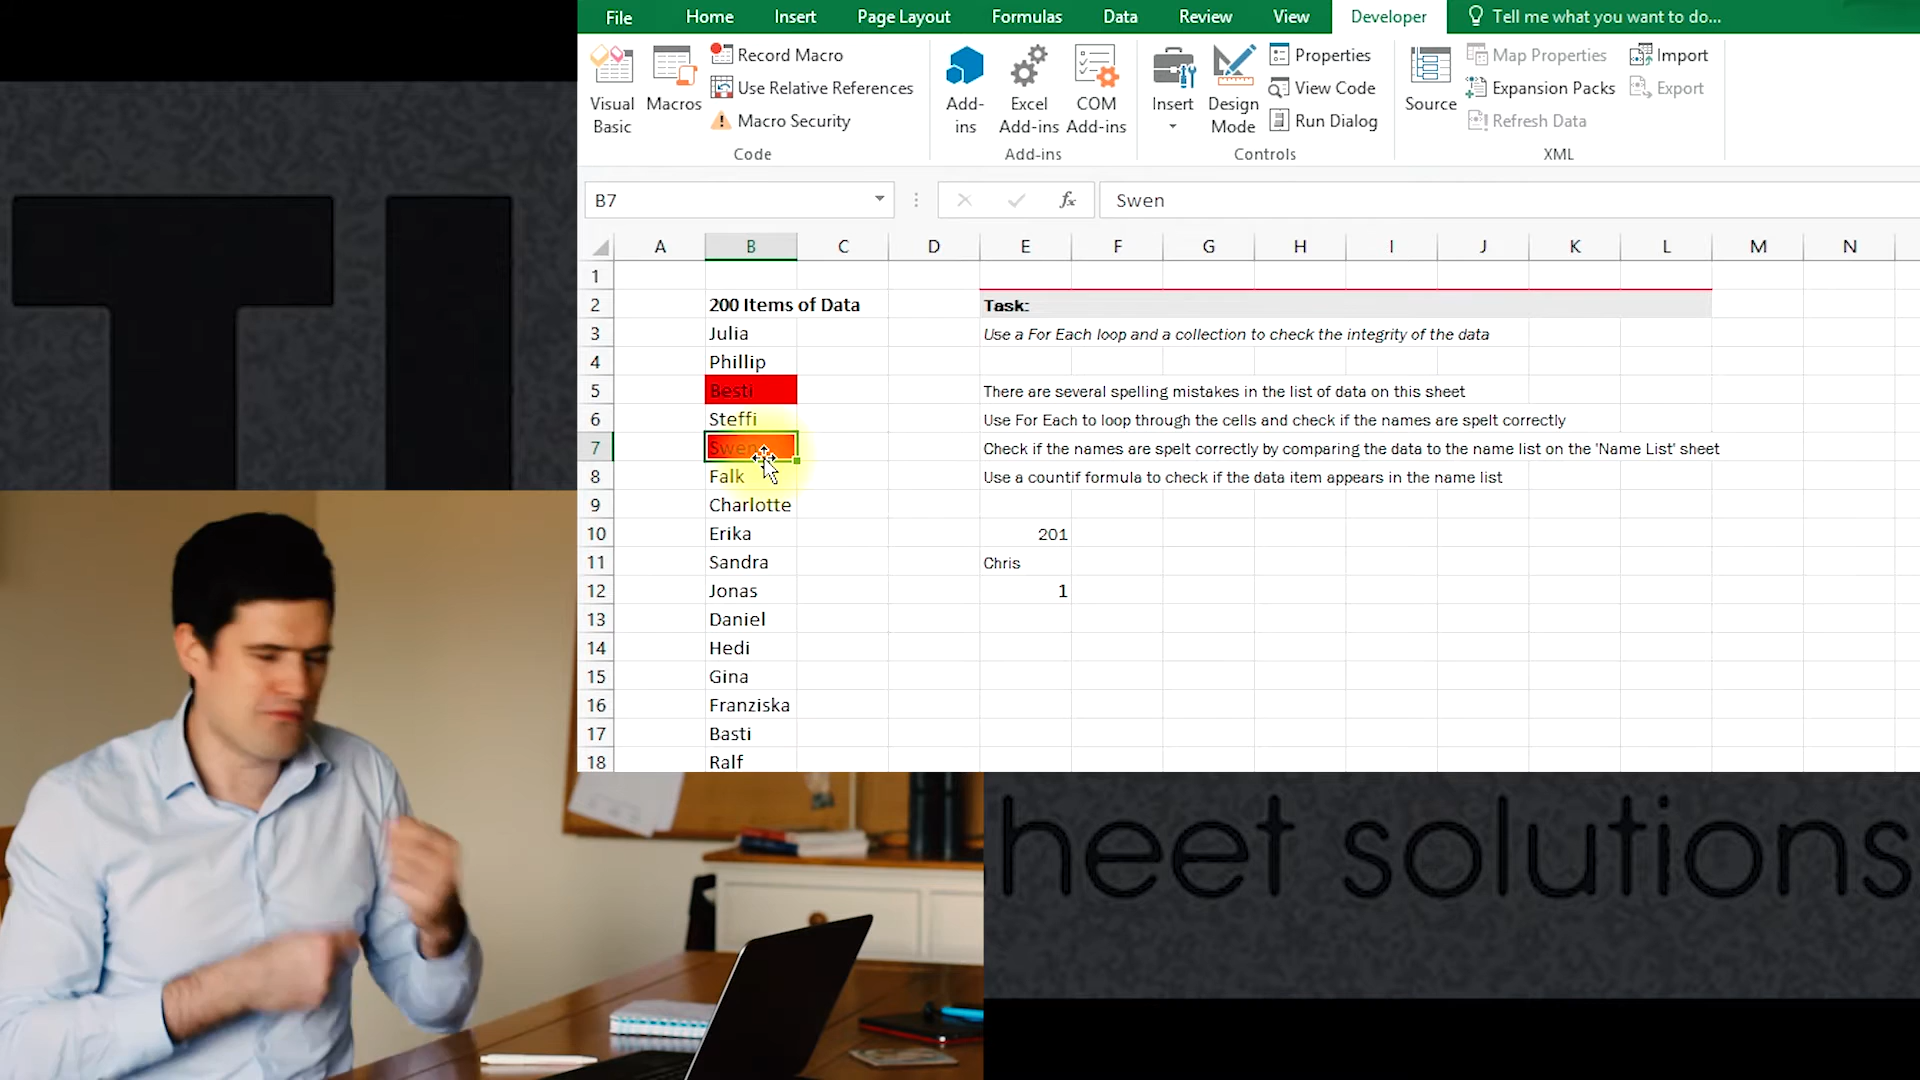 File Home Insert Page Layout Formulas Data Review View Developer Tell me what you want to do...
Visual Basic
Macros
Record Macro
Use Relative References
Macro Security
Code
Add-ins
Excel Add-ins
COM Add-ins
Add-ins
Insert
Design Mode
Properties
View Code
Run Dialog
Controls
Source
Map Properties
Expansion Packs
Refresh Data
Import
Export
XML
B7 fx Swen
A B C D E F G H I J K L M N
1
2 200 Items of Data Task:
3 Julia Use a For Each loop and a collection to check the integrity of the data
4 Phillip
5 Besti There are several spelling mistakes in the list of data on this sheet
6 Steffi Use For Each to loop through the cells and check if the names are spelt correctly
7 Swen Check if the names are spelt correctly by comparing the data to the name list on the 'Name List' sheet
8 Falk Use a countif formula to check if the data item appears in the name list
9 Charlotte
10 Erika 201
11 Sandra Chris
12 Jonas 1
13 Daniel
14 Hedi
15 Gina
16 Franziska
17 Basti
18 Ralf
TI
heet solutions